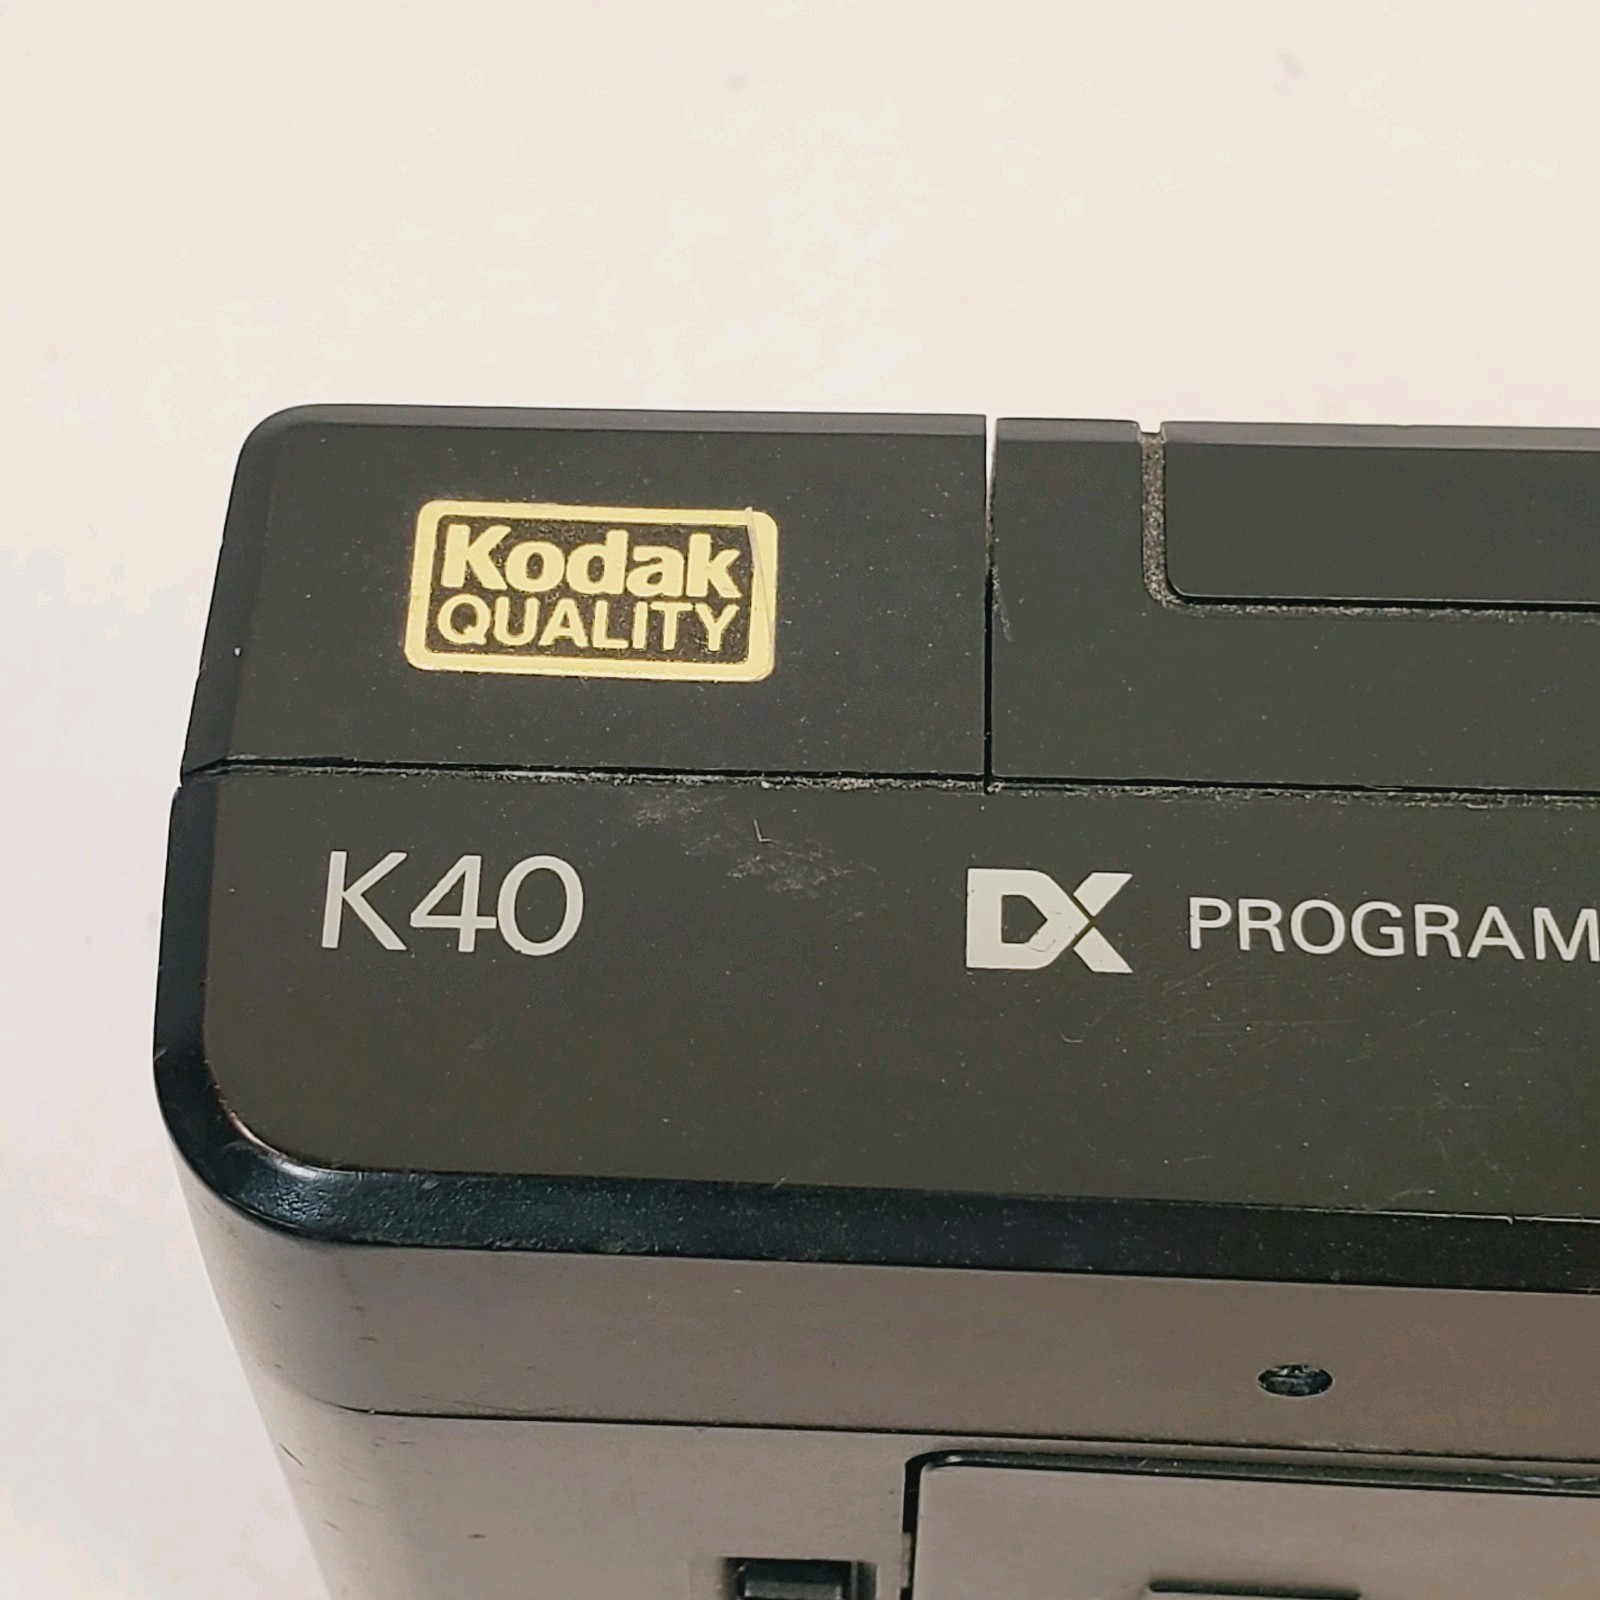 Kodak
QUALITY
K40
DX PROGRAM